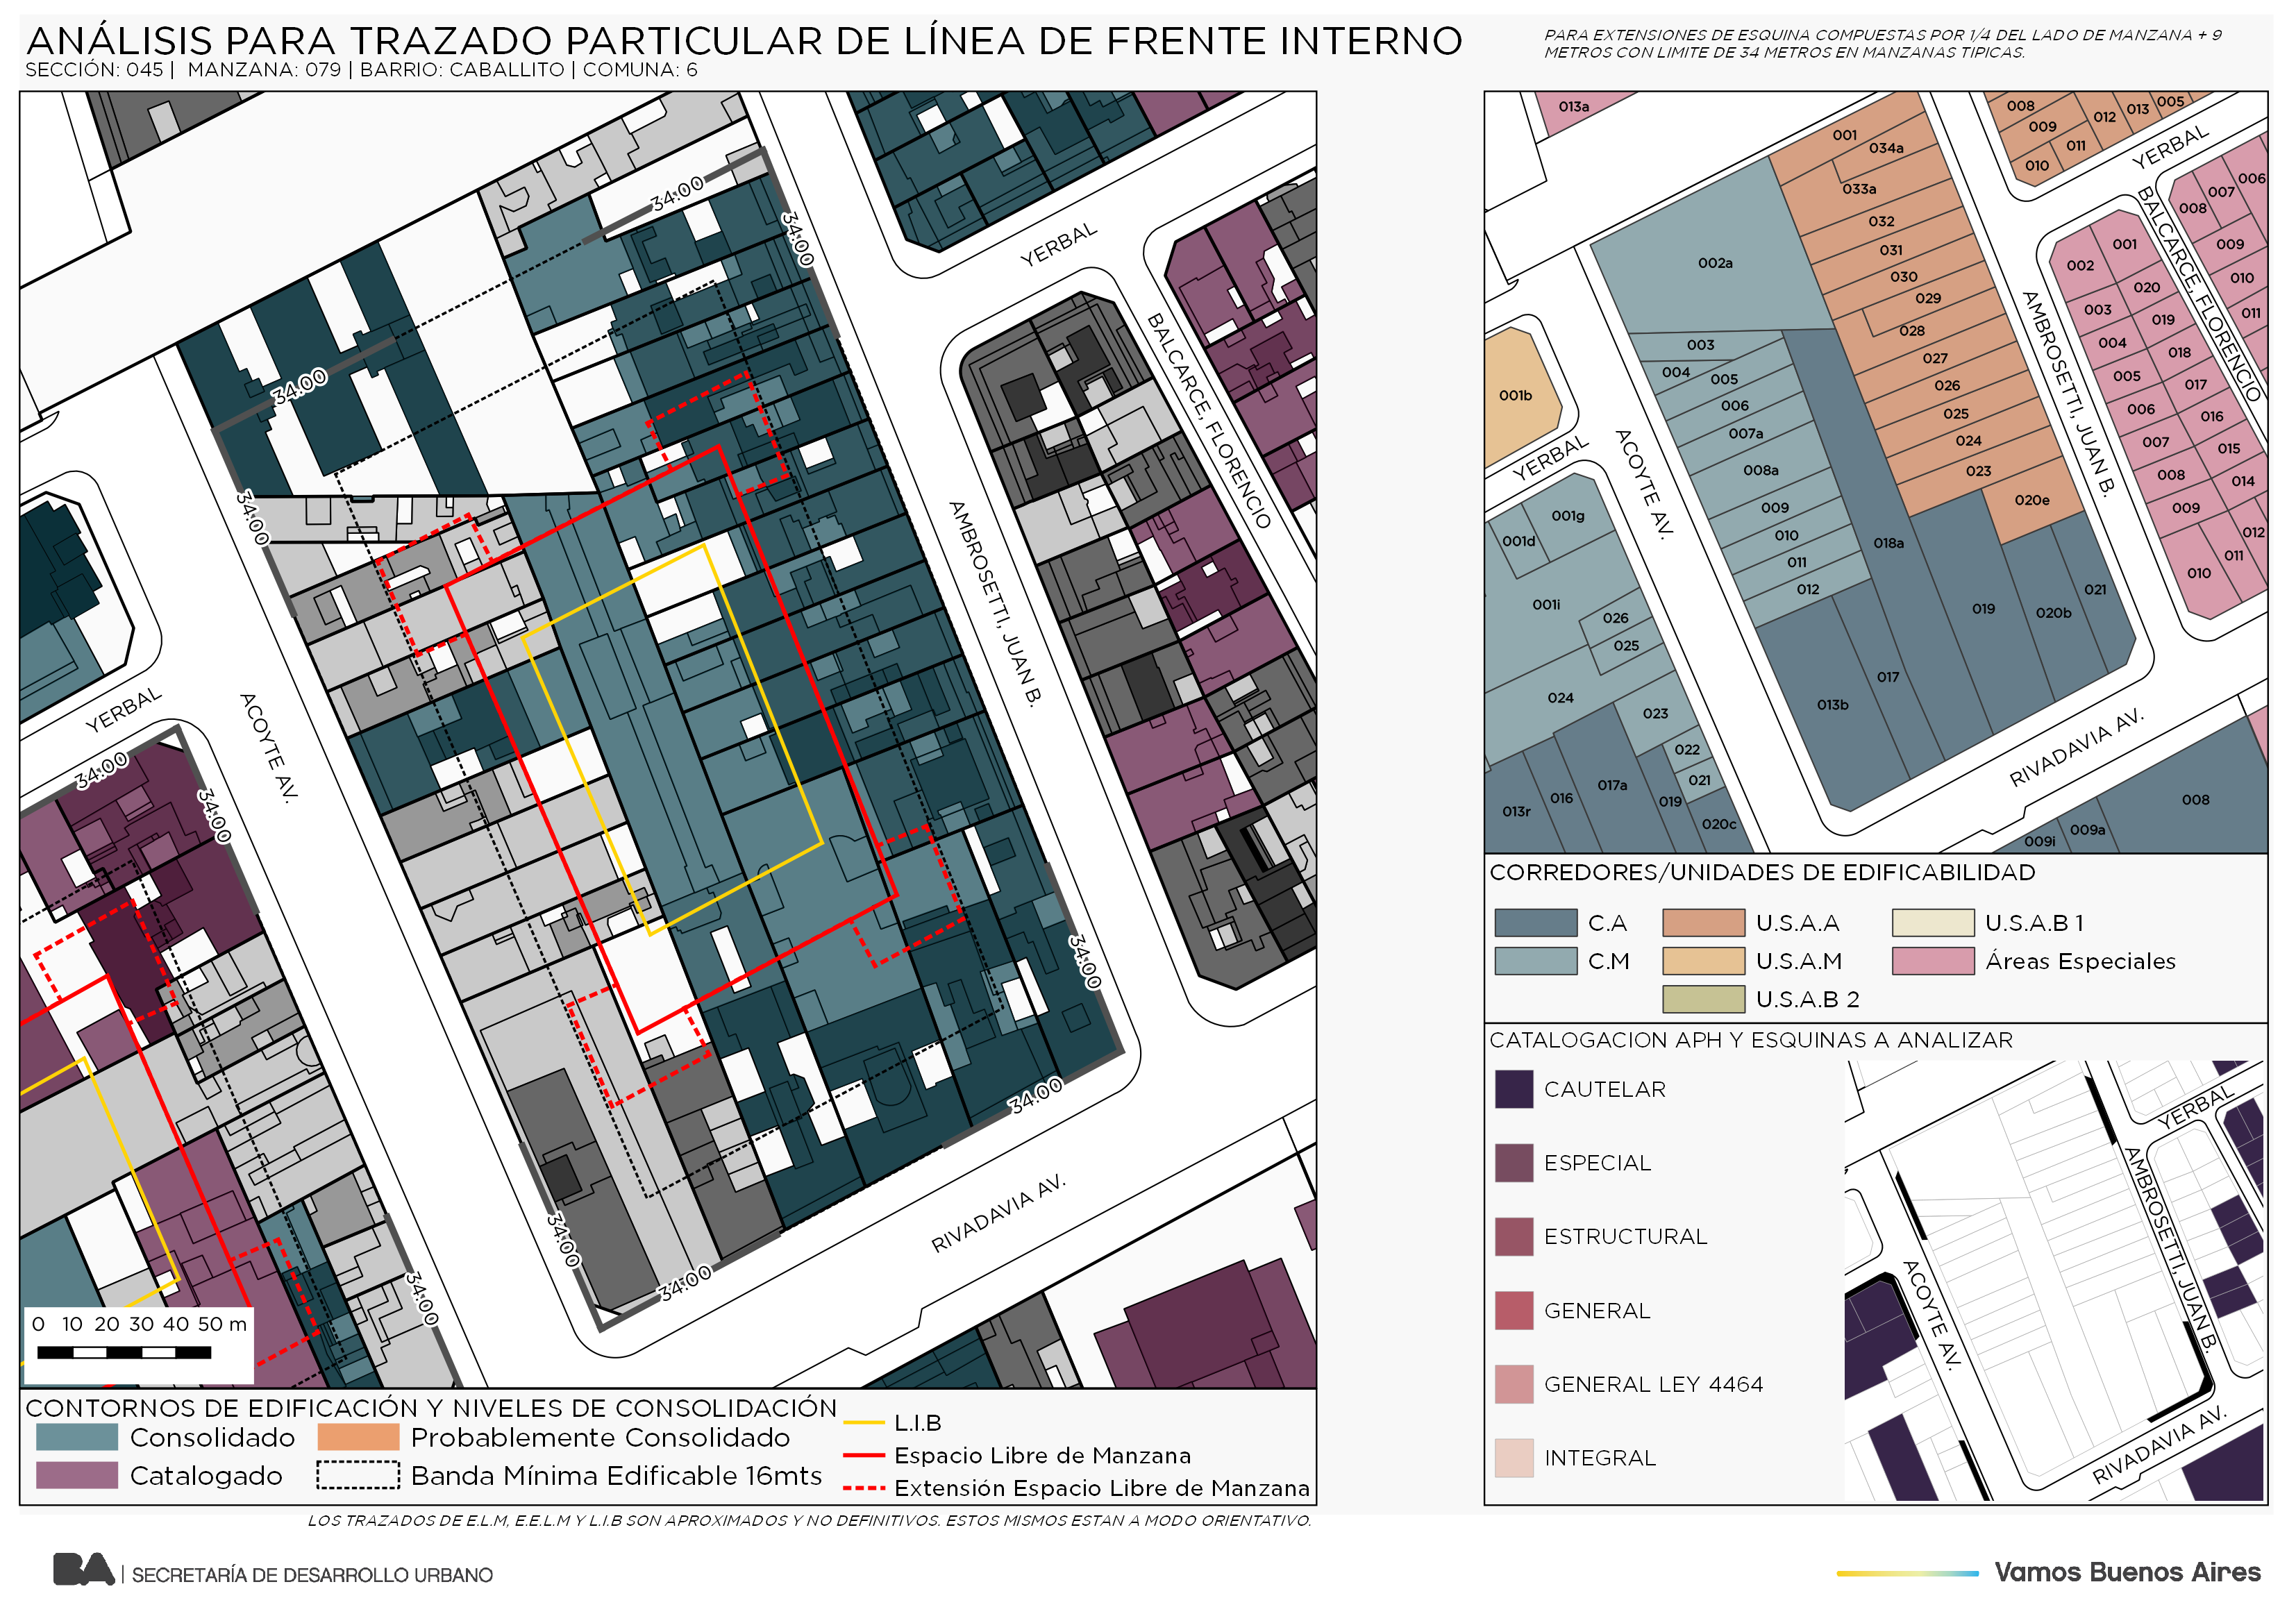 ANÁLISIS PARA TRAZADO PARTICULAR DE LÍNEA DE FRENTE INTERNO
SECCIÓN: 045 | MANZANA: 079 | BARRIO: CABALLITO | COMUNA: 6
PARA EXTENSIONES DE ESQUINA COMPUESTAS POR 1/4 DEL LADO DE MANZANA + 9
METROS CON LIMITE DE 34 METROS EN MANZANAS TIPICAS.
34.00
34.00
34.00
34.00
34.00
34.00
34.00
34.00
34.00
34.00
34.00
YERBAL
BALCARCE, FLORENCIO
AMBROSETTI, JUAN B.
ACOYTE AV.
YERBAL
RIVADAVIA AV.
0 10 20 30 40 50 m
CONTORNOS DE EDIFICACIÓN Y NIVELES DE CONSOLIDACIÓN
Consolidado
Catalogado
Probablemente Consolidado
Banda Mínima Edificable 16mts
L.I.B
Espacio Libre de Manzana
Extensión Espacio Libre de Manzana
LOS TRAZADOS DE E.L.M, E.E.L.M Y L.I.B SON APROXIMADOS Y NO DEFINITIVOS. ESTOS MISMOS ESTAN A MODO ORIENTATIVO.
013a
001
034a
033a
032
031
030
029
028
027
026
025
024
023
020e
002a
003
004
005
006
007a
008a
009
010
011
012
018a
019
020b
021
017
013b
008
009
010
011
012
013
005
YERBAL
BALCARCE, FLORENCIO
AMBROSETTI, JUAN B.
001
002
020
003
019
004
018
005
017
006
016
007
015
008
014
009
012
011
010
006
007
008
009
010
011
001b
YERBAL
ACOYTE AV.
001g
001d
001i
026
025
024
023
022
021
017a
016
013r
019
020c
RIVADAVIA AV.
008
009a
009i
CORREDORES/UNIDADES DE EDIFICABILIDAD
C.A
C.M
U.S.A.A
U.S.A.M
U.S.A.B 2
U.S.A.B 1
Áreas Especiales
CATALOGACION APH Y ESQUINAS A ANALIZAR
CAUTELAR
ESPECIAL
ESTRUCTURAL
GENERAL
GENERAL LEY 4464
INTEGRAL
YERBAL
AMBROSETTI, JUAN B.
ACOYTE AV.
RIVADAVIA AV.
BA | SECRETARÍA DE DESARROLLO URBANO
Vamos Buenos Aires